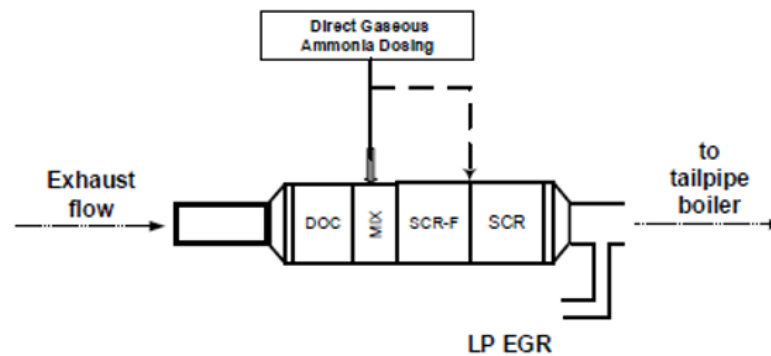 Direct Gaseous
Ammonia Dosing
Exhaust
flow
DOC
MIX
SCR-F
SCR
to
tailpipe
boiler
LP EGR